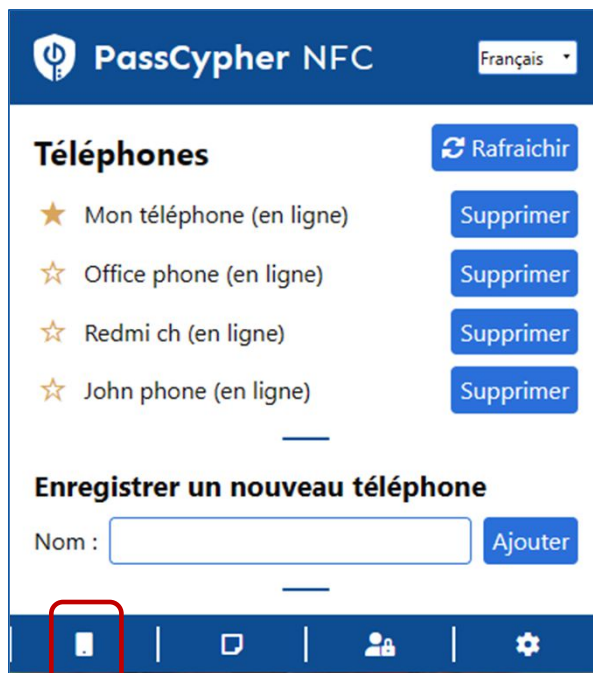 PassCypher NFC
Français
Téléphones
Rafraichir
Mon téléphone (en ligne)
Supprimer
Office phone (en ligne)
Supprimer
Redmi ch (en ligne)
Supprimer
John phone (en ligne)
Supprimer
Enregistrer un nouveau téléphone
Nom :
Ajouter